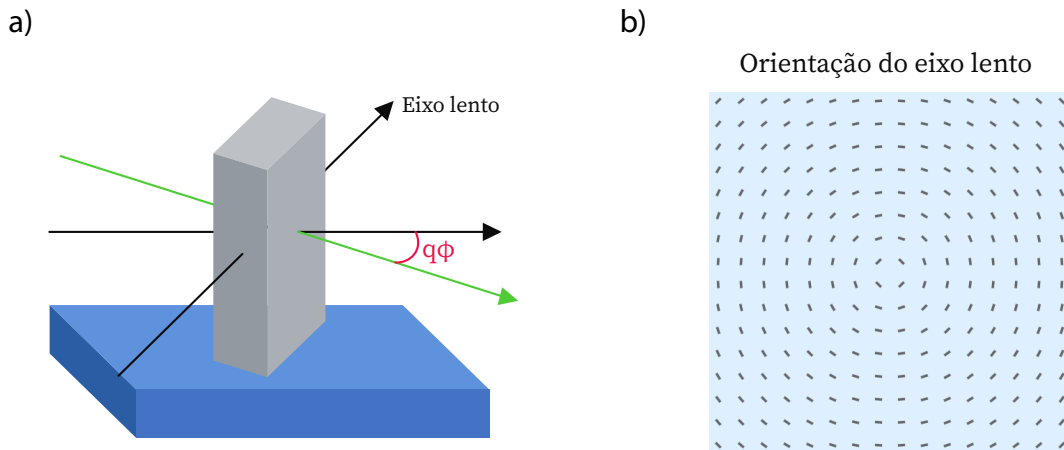 a)
b)
Orientação do eixo lento
Eixo lento
qϕ